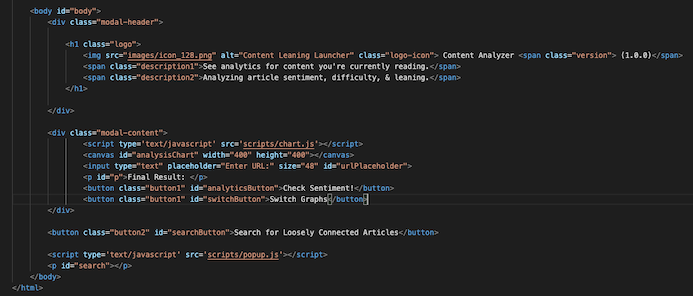 <body id="body">
<div class="modal-header">
<h1 class="logo">
<img src="images/icon_128.png" alt="Content Leaning Launcher" class="logo-icon"> Content Analyzer <span class="version"> (1.0.0)</span>
<span class="description1">See analytics for content you're currently reading.</span>
<span class="description2">Analyzing article sentiment, difficulty, & leaning.</span>
</h1>
</div>
<div class="modal-content">
<script type='text/javascript' src='scripts/chart.js'></script>
<canvas id="analysisChart" width="400" height="400"></canvas>
<input type="text" placeholder="Enter URL:" size="48" id="urlPlaceholder">
<p id="p">Final Result: </p>
<button class="button1" id="analyticsButton">Check Sentiment!</button>
<button class="button1" id="switchButton">Switch Graphs</button>
</div>
<button class="button2" id="searchButton">Search for Loosely Connected Articles</button>
<script type='text/javascript' src='scripts/popup.js'></script>
<p id="search"></p>
</body>
</html>